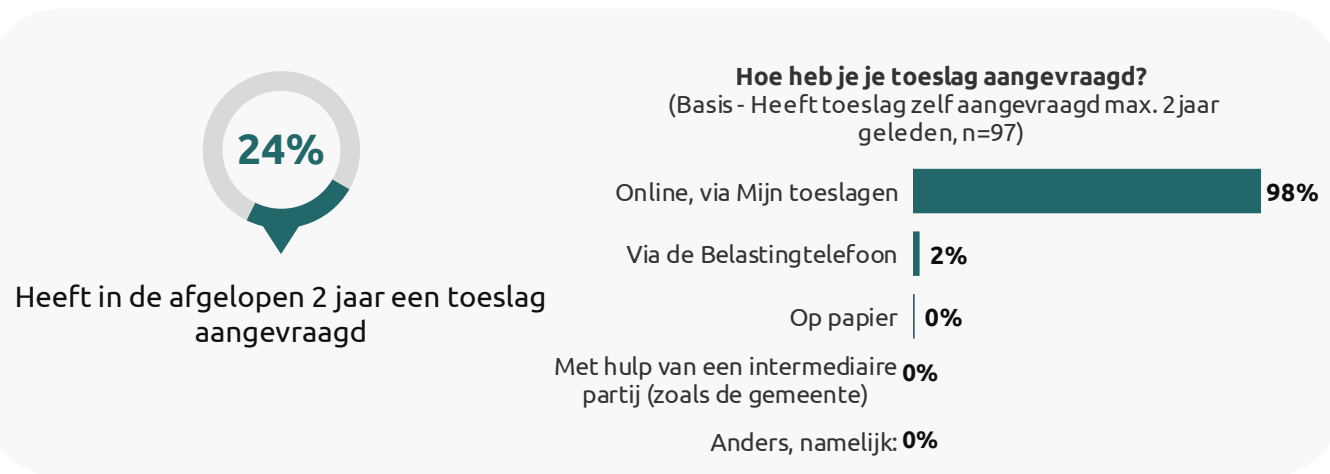 24%
Heeft in de afgelopen 2 jaar een toeslag
aangevraagd
Hoe heb je je toeslag aangevraagd?
(Basis - Heeft toeslag zelf aangevraagd max. 2 jaar
geleden, n=97)
Online, via Mijn toeslagen 98%
Via de Belastingtelefoon 2%
Op papier 0%
Met hulp van een intermediaire 0%
partij (zoals de gemeente)
Anders, namelijk: 0%